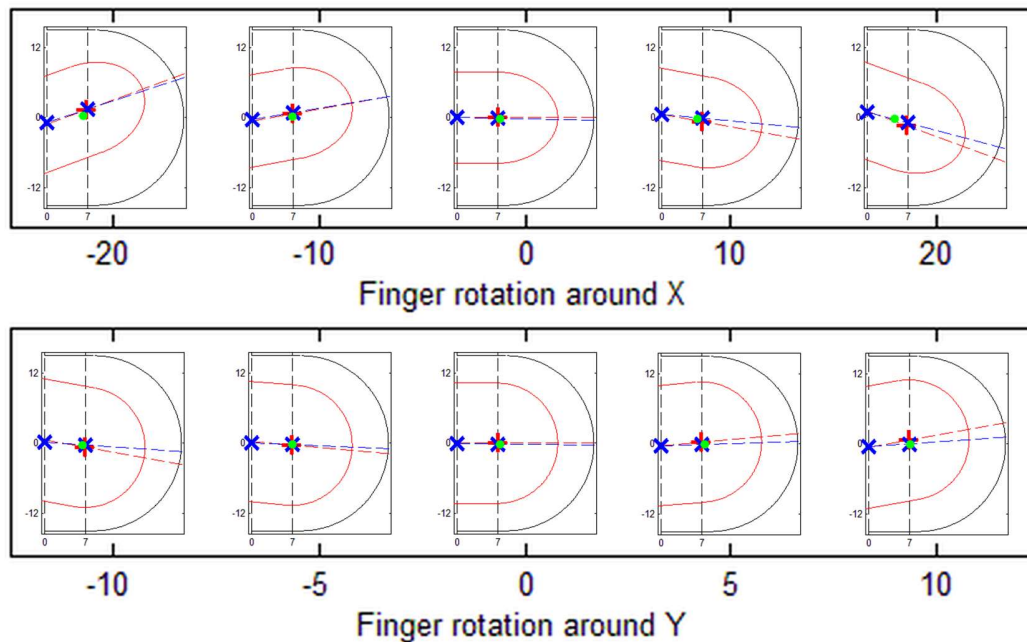 12 12 12 12 12
0 0 0 0 0
-12 -12 -12 -12 -12
0 7 0 7 0 7 0 7 0 7
-20 -10 0 10 20
Finger rotation around X
12 12 12 12 12
0 0 0 0 0
-12 -12 -12 -12 -12
0 7 0 7 0 7 0 7 0 7
-10 -5 0 5 10
Finger rotation around Y